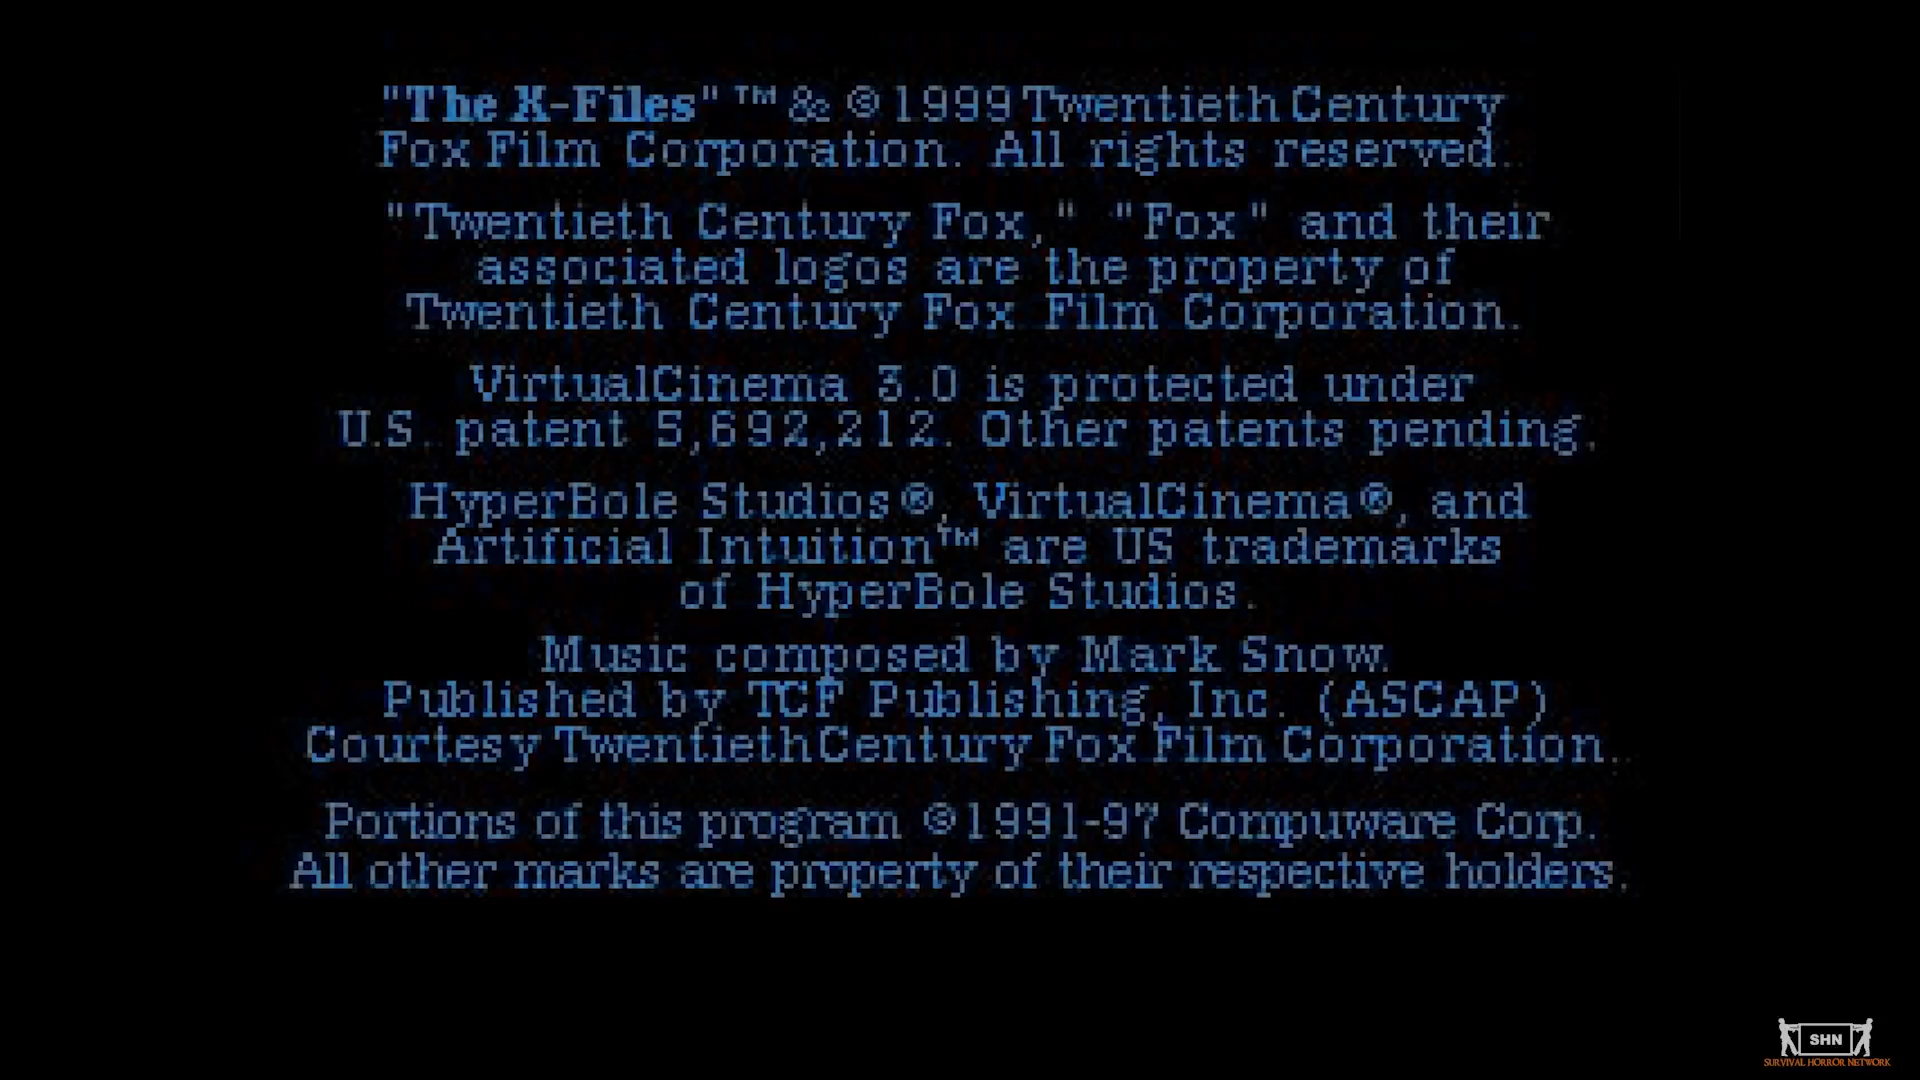 "The X-Files" ™ & © 1999 Twentieth Century
Fox Film Corporation. All rights reserved.
"Twentieth Century Fox," "Fox" and their
associated logos are the property of
Twentieth Century Fox Film Corporation.
VirtualCinema 3.0 is protected under
U.S. patent 5,692,212. Other patents pending.
HyperBole Studios®, VirtualCinema®, and
Artificial Intuition™ are US trademarks
of HyperBole Studios.
Music composed by Mark Snow.
Published by TCF Publishing, Inc. (ASCAP)
Courtesy Twentieth Century Fox Film Corporation.
Portions of this program ©1991-97 Compuware Corp.
All other marks are property of their respective holders.
SHN
SURVIVAL HORROR NETWORK